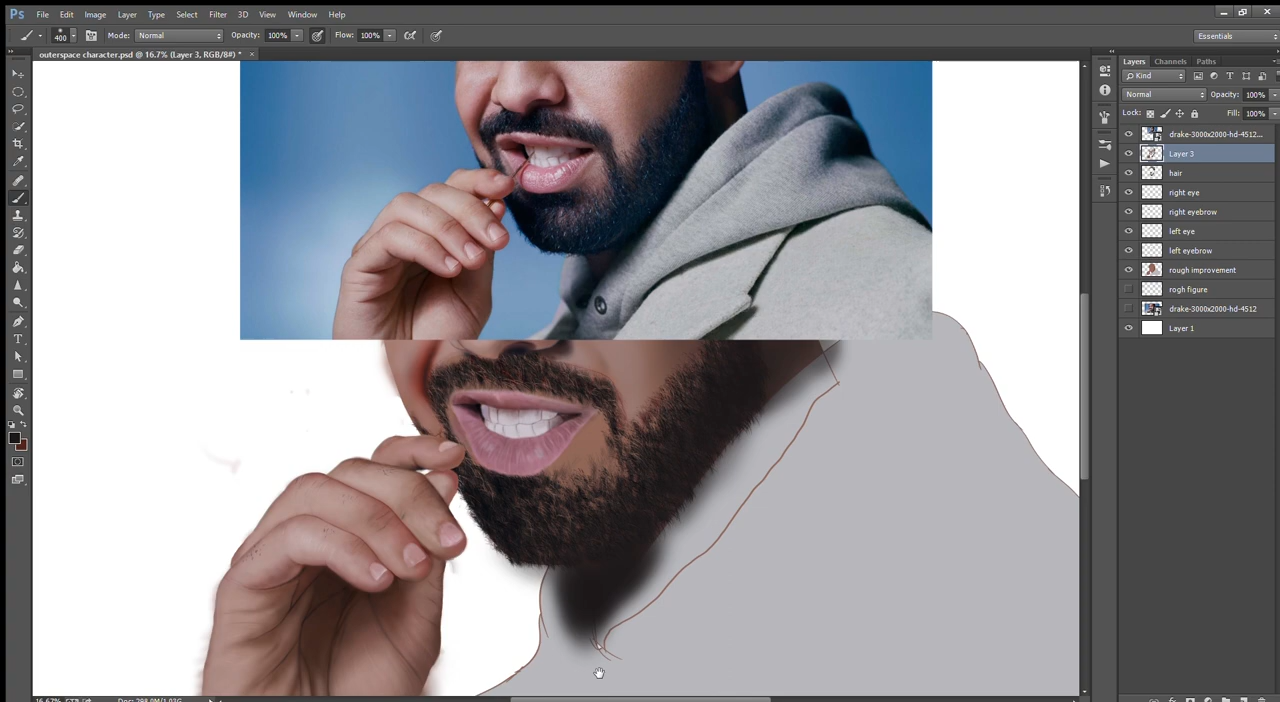 Ps File Edit Image Layer Type Select Filter 3D View Window Help
400 Mode: Normal Opacity: 100% Flow: 100% Essentials
outerspace character.psd @ 16.7% (Layer 3, RGB/8#) * ×
Layers Channels Paths
Kind
Normal Opacity: 100%
Lock: Fill: 100%
drake-3000x2000-hd-4512...
Layer 3
hair
right eye
right eyebrow
left eye
left eyebrow
rough improvement
rogh figure
drake-3000x2000-hd-4512
Layer 1